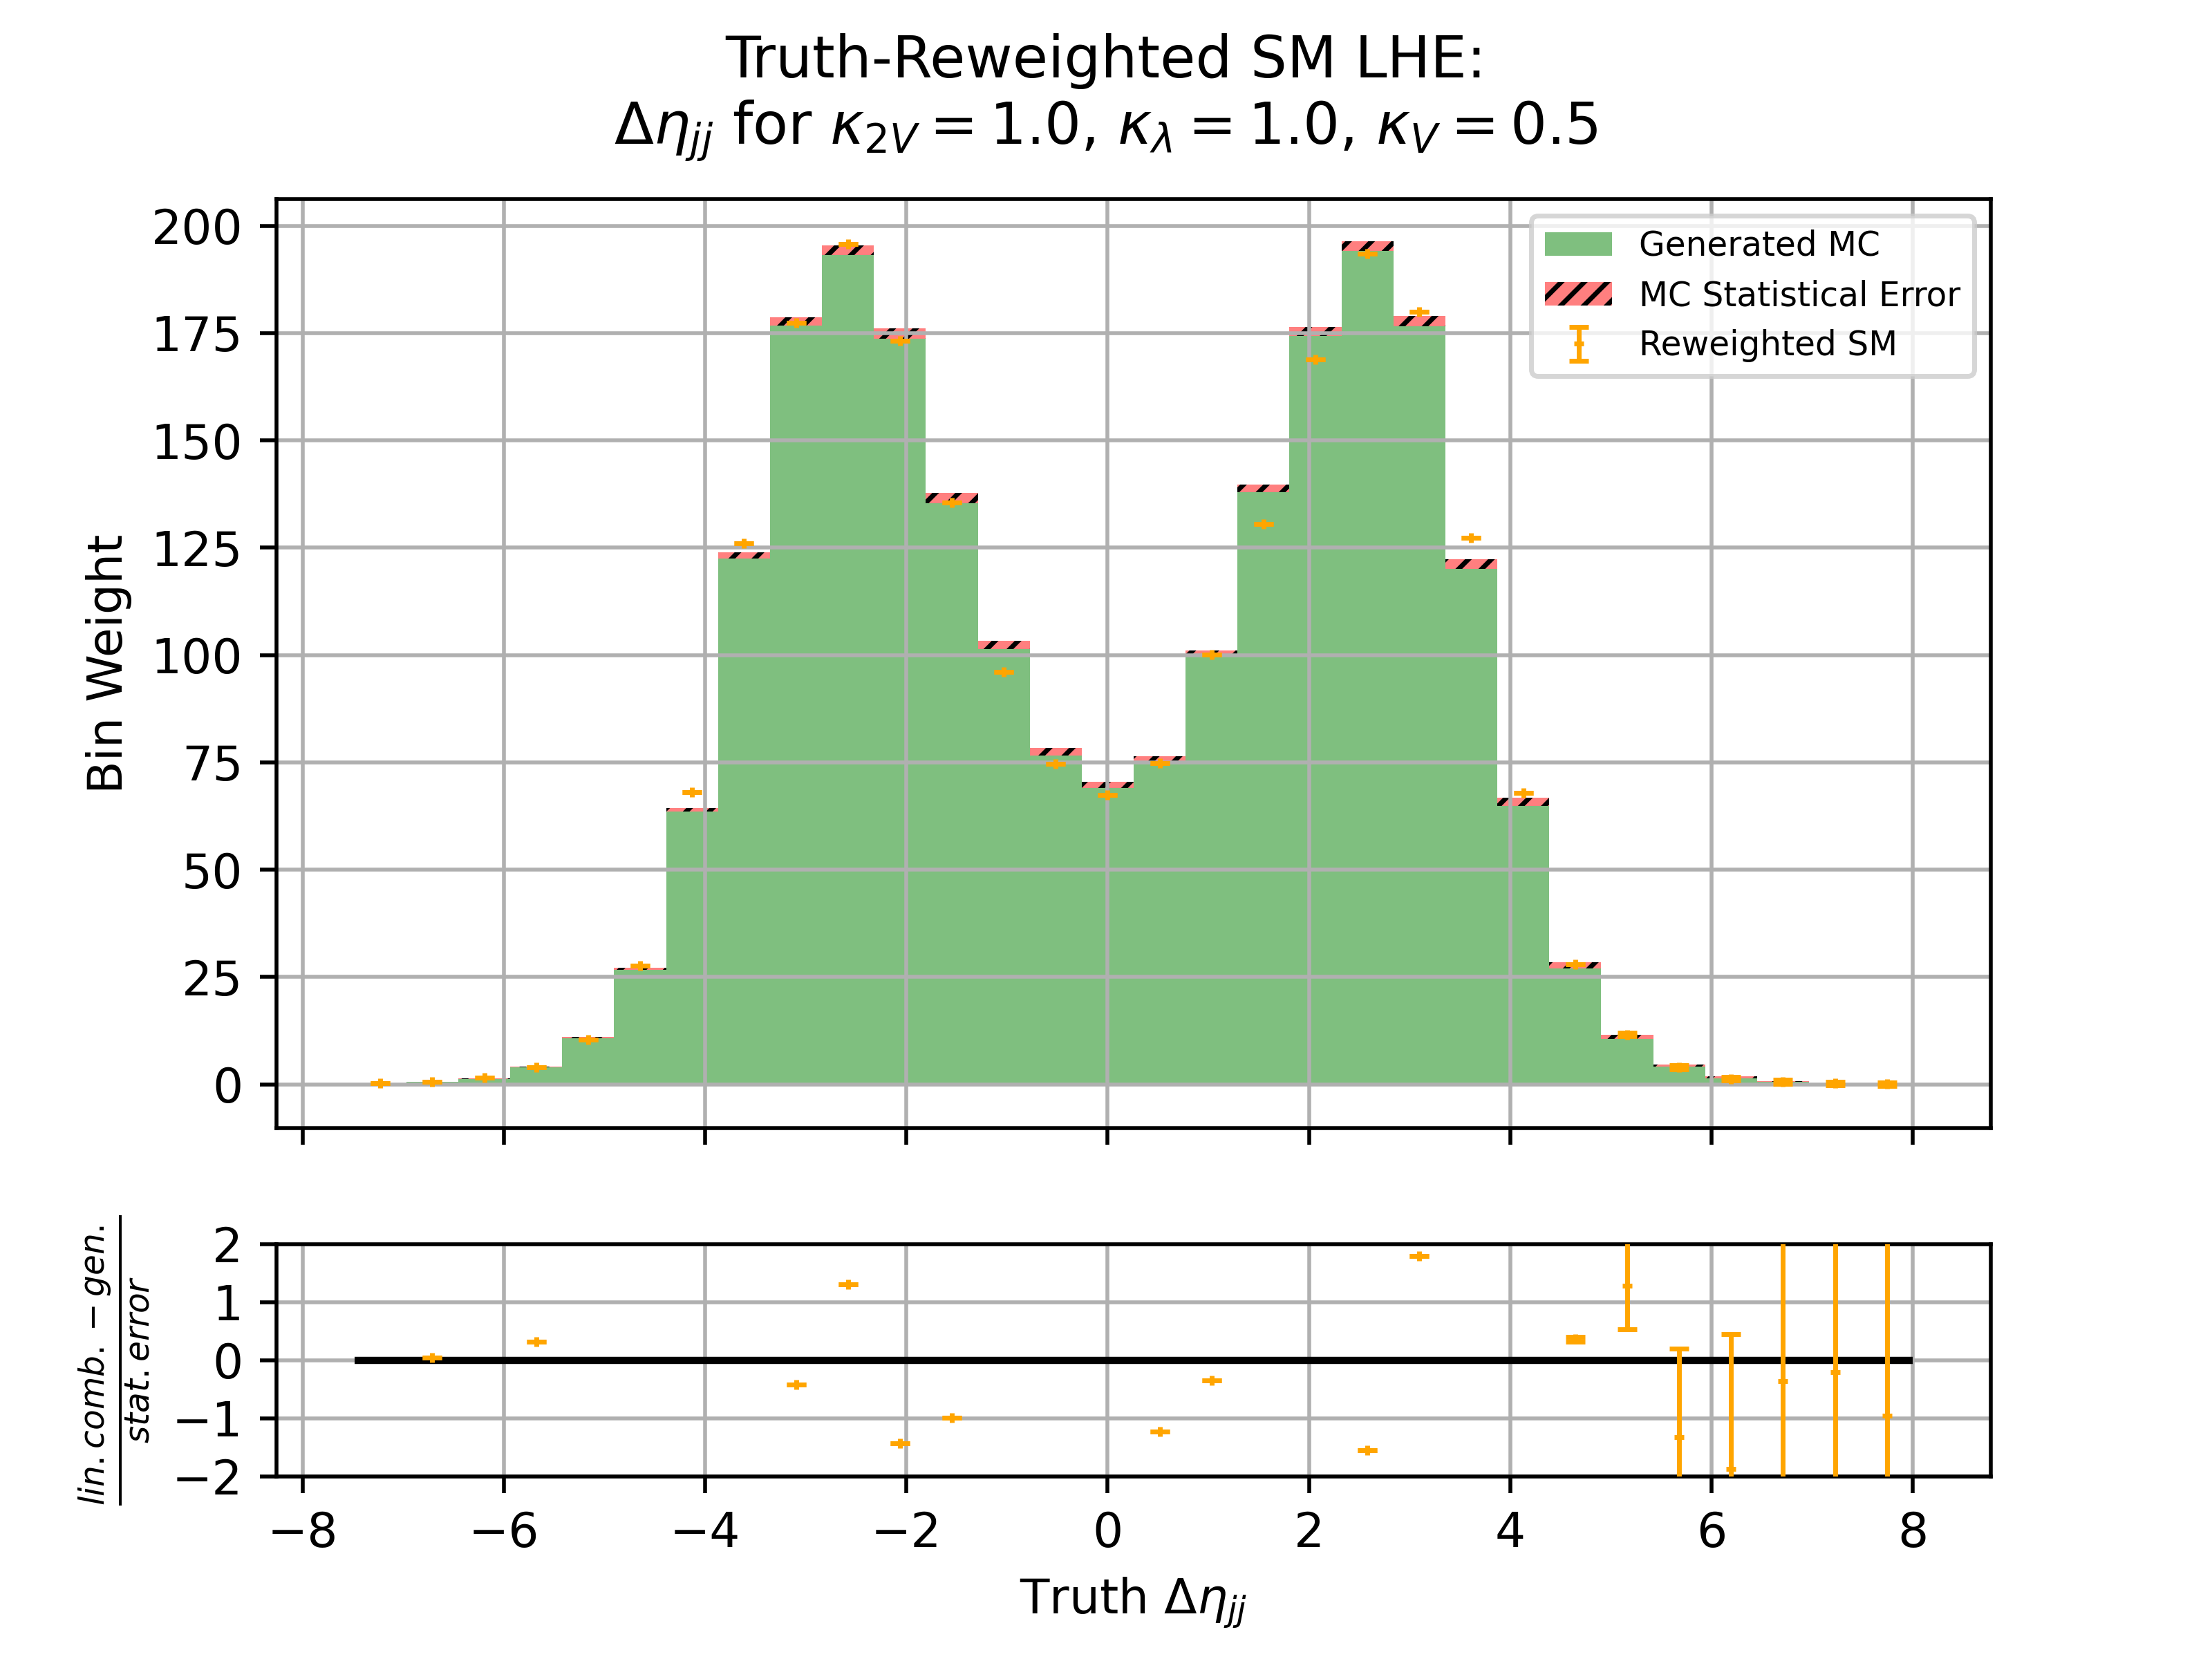 Truth-Reweighted SM LHE:
Δη_jj for κ_2V = 1.0, κ_λ = 1.0, κ_V = 0.5
Generated MC
MC Statistical Error
Reweighted SM
Bin Weight
200
175
150
125
100
75
50
25
0
lin. comb. − gen.
stat. error
2
1
0
−1
−2
−8 −6 −4 −2 0 2 4 6 8
Truth Δη_jj